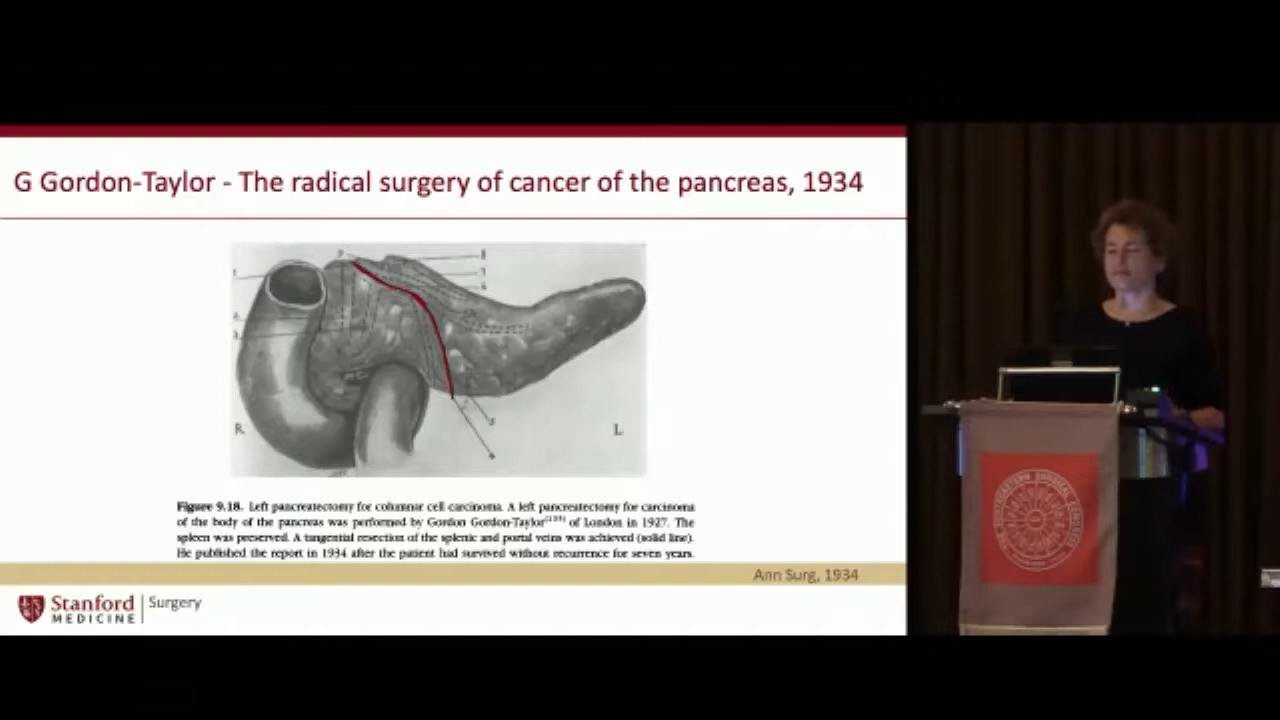 G Gordon-Taylor - The radical surgery of cancer of the pancreas, 1934
R
L
Figure 9.18. Left pancreatectomy for columnar cell carcinoma. A left pancreatectomy for carcinoma
of the body of the pancreas was performed by Gordon Gordon-Taylor of London in 1927. The
spleen was preserved. A tangential resection of the splenic and portal veins was achieved (solid line).
He published the report in 1934 after the patient had survived without recurrence for seven years.
Ann Surg, 1934
Stanford
MEDICINE
Surgery
SOUTHEASTERN SURGICAL CONGRESS